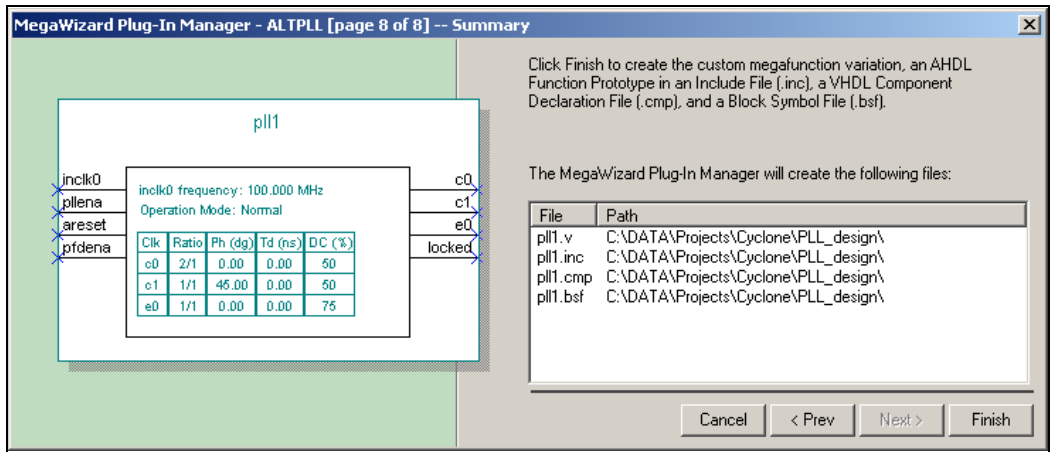 MegaWizard Plug-In Manager - ALTPLL [page 8 of 8] -- Summary
Click Finish to create the custom megafunction variation, an AHDL
Function Prototype in an Include File (.inc), a VHDL Component
Declaration File (.cmp), and a Block Symbol File (.bsf).
pll1
inclk0
pllena
areset
pfdena
inclk0 frequency: 100.000 MHz
Operation Mode: Normal
Clk Ratio Ph (dg) Td (ns) DC (%)
c0 2/1 0.00 0.00 50
c1 1/1 45.00 0.00 50
e0 1/1 0.00 0.00 75
c0
c1
e0
locked
The MegaWizard Plug-In Manager will create the following files:
File Path
pll1.v C:\DATA\Projects\Cyclone\PLL_design\
pll1.inc C:\DATA\Projects\Cyclone\PLL_design\
pll1.cmp C:\DATA\Projects\Cyclone\PLL_design\
pll1.bsf C:\DATA\Projects\Cyclone\PLL_design\
Cancel < Prev Next > Finish